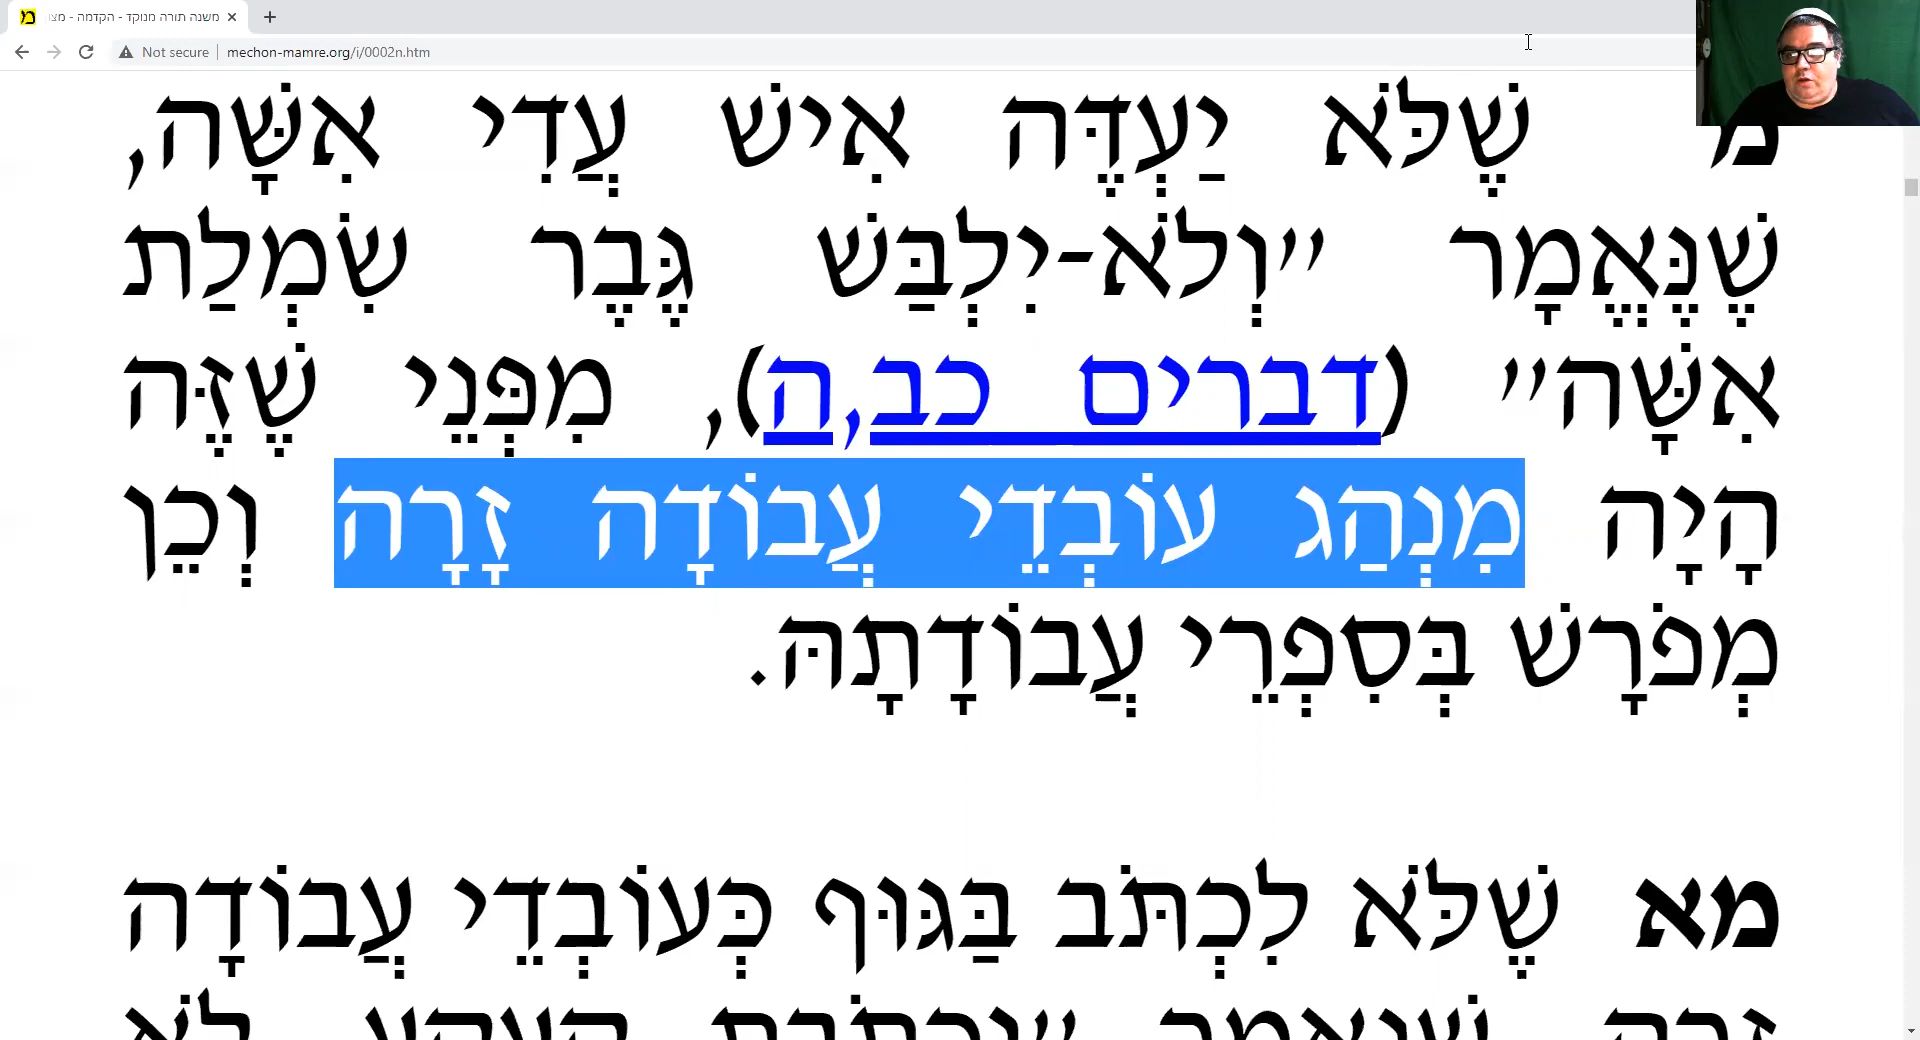 משנה תורה מנוקד - הקדמה - מצו
Not secure
mechon-mamre.org/i/0002n.htm
מ שֶׁלֹּא יַעְדֶּה אִישׁ עֲדִי אִשָּׁה,
שֶׁנֶּאֱמָר "וְלֹא-יִלְבַּשׁ גֶּבֶר שִׂמְלַת
אִשָּׁה" (דברים כב,ה), מִפְּנֵי שֶׁזֶּה
הָיָה מִנְהַג עוֹבְדֵי עֲבוֹדָה זָרָה וְכֵן
מְפֹרָשׁ בְּסִפְרֵי עֲבוֹדָתָהּ.
מא שֶׁלֹּא לִכְתֹּב בַּגּוּף כְּעוֹבְדֵי עֲבוֹדָה